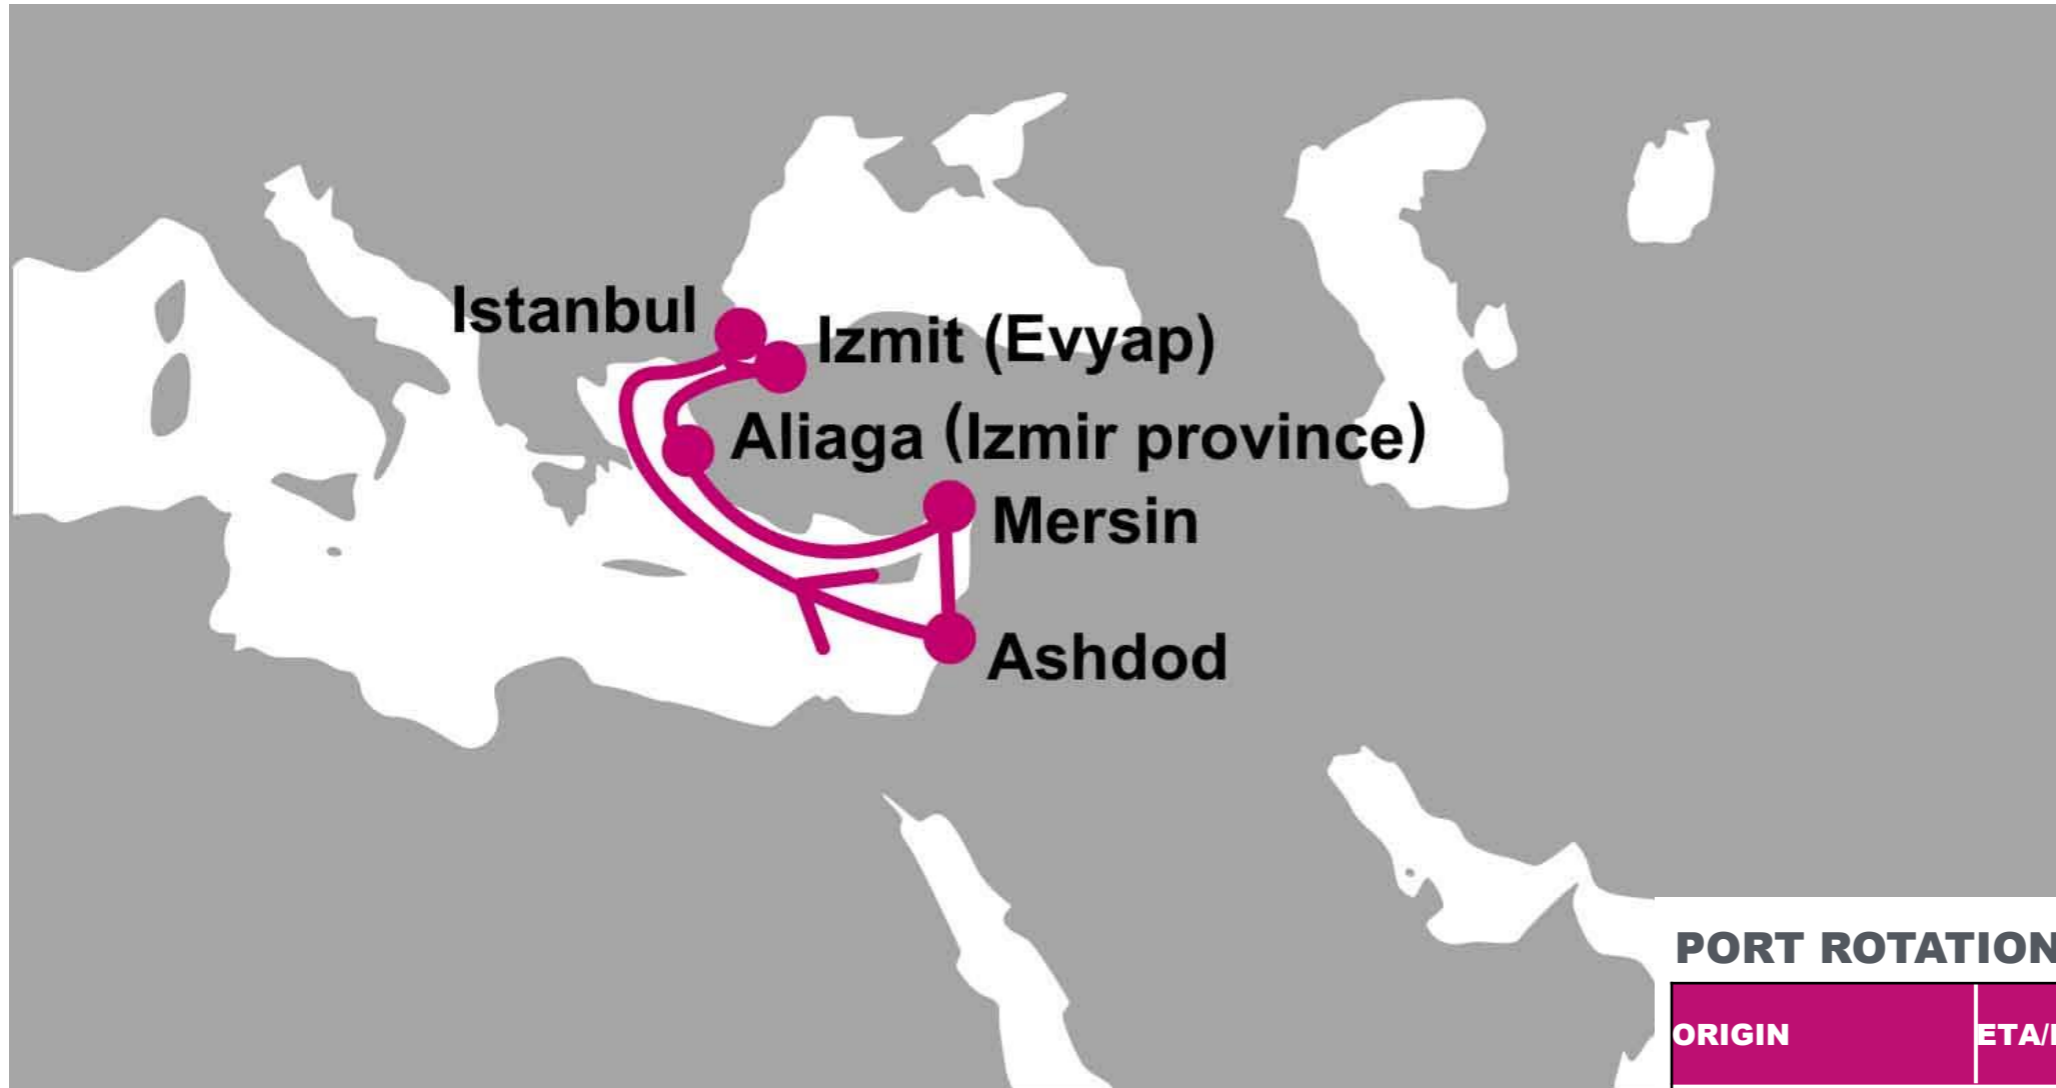 Istanbul
Izmit (Evyap)
Aliaga (Izmir province)
Mersin
Ashdod
PORT ROTATION
ORIGIN